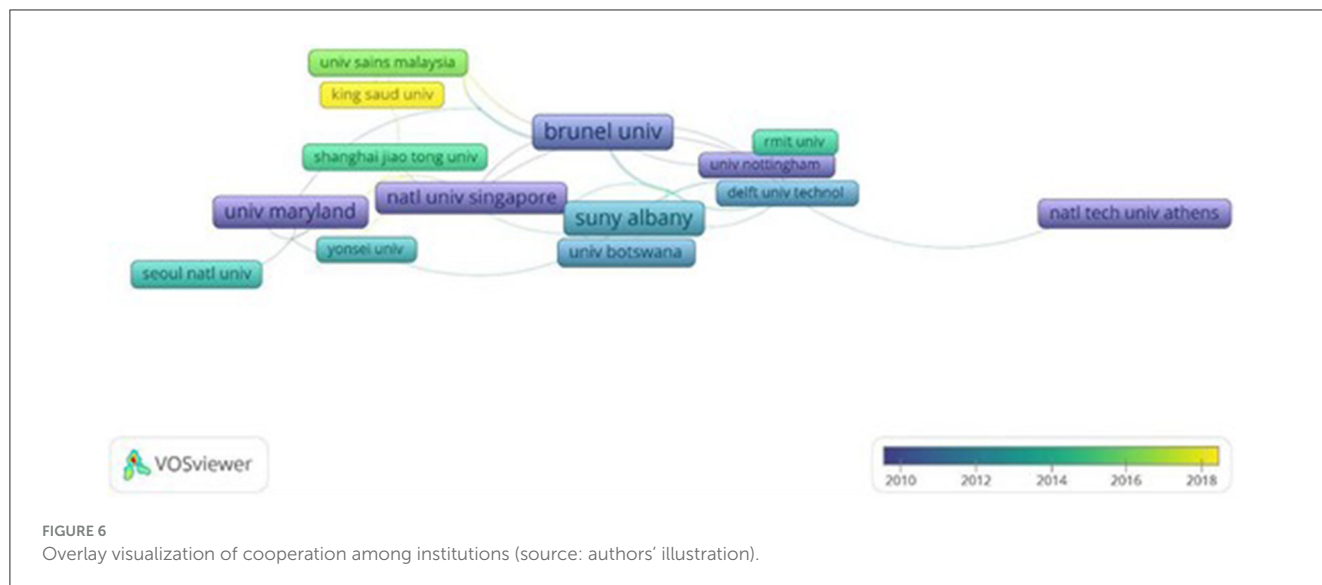 univ sains malaysia
king saud univ
brunel univ
rmit univ
shanghai jiao tong univ
univ nottingham
natl univ singapore
delft univ technol
univ maryland
suny albany
natl tech univ athens
yonsei univ
univ botswana
seoul natl univ
VOSviewer
2010 2012 2014 2016 2018
FIGURE 6
Overlay visualization of cooperation among institutions (source: authors’ illustration).